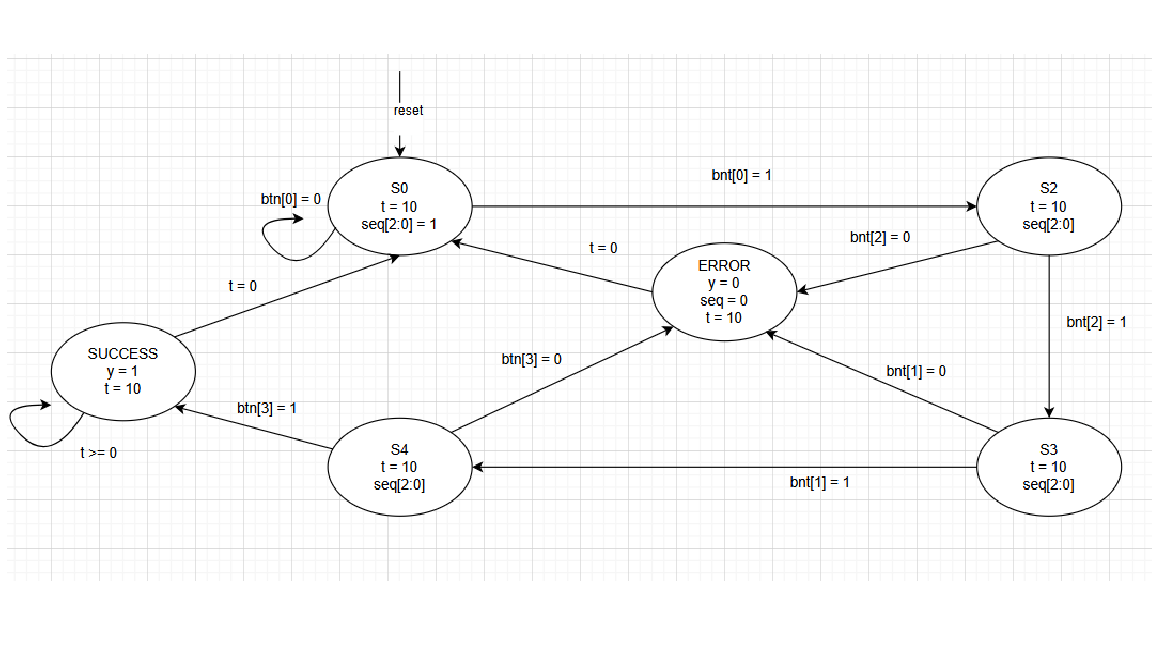 reset
bnt[0] = 1
btn[0] = 0
S0
t = 10
seq[2:0] = 1
S2
t = 10
seq[2:0]
bnt[2] = 0
t = 0
ERROR
y = 0
seq = 0
t = 10
t = 0
bnt[2] = 1
SUCCESS
y = 1
t = 10
btn[3] = 0
bnt[1] = 0
btn[3] = 1
t >= 0
S4
t = 10
seq[2:0]
S3
t = 10
seq[2:0]
bnt[1] = 1